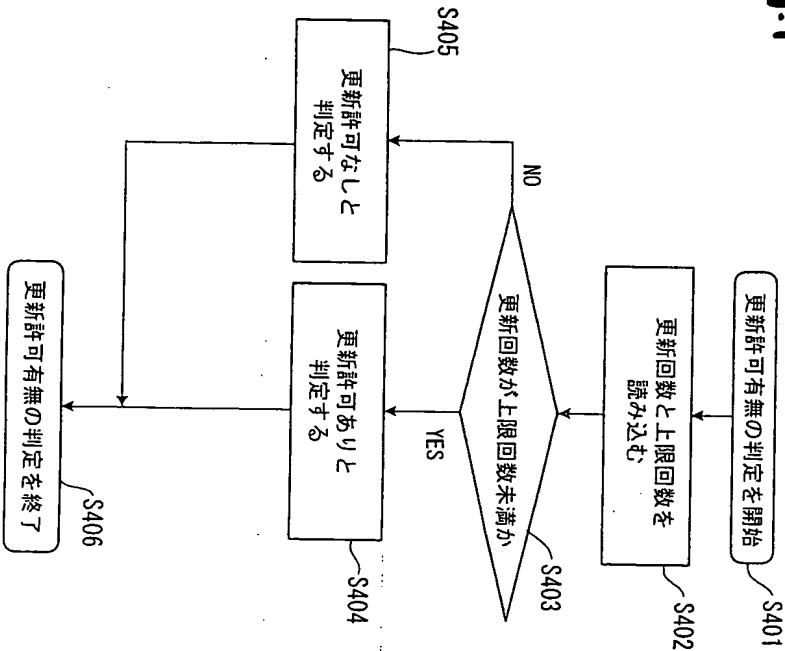 更新許可有無の判定を開始
S401
更新回数と上限回数を
読み込む
S402
更新回数が上限回数未満か
S403
NO
YES
更新許可なしと
判定する
S405
更新許可ありと
判定する
S404
更新許可有無の判定を終了
S406